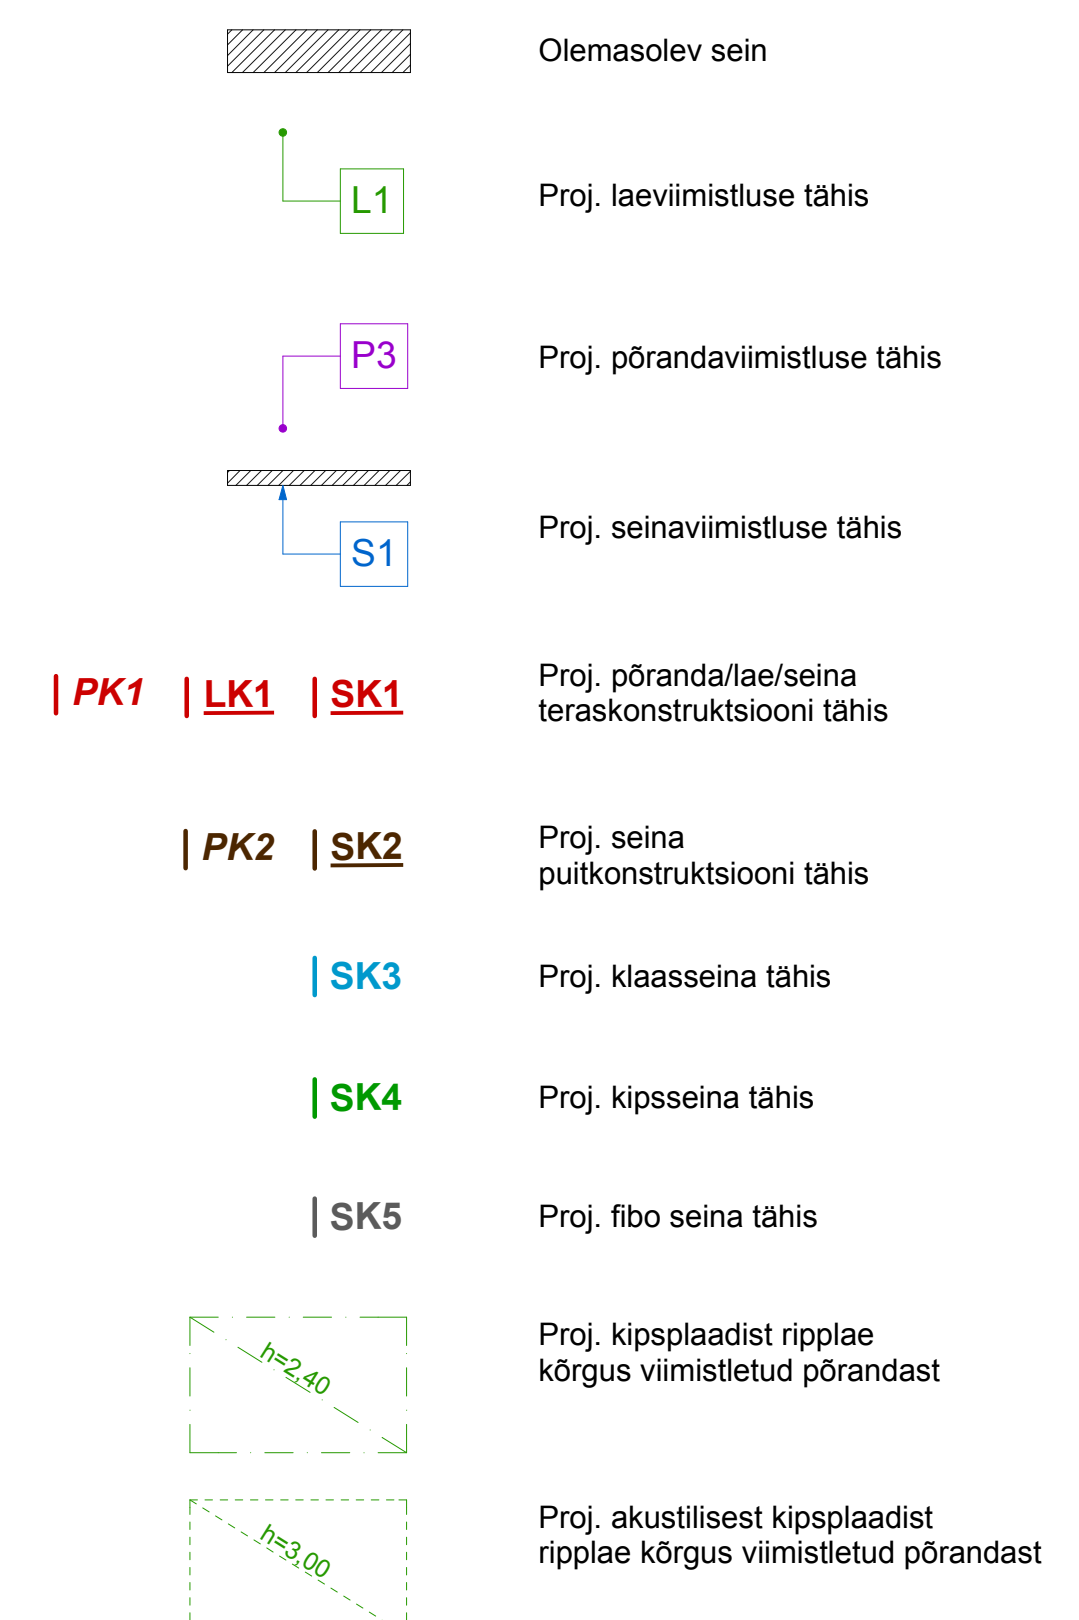 Olemasolev sein
L1
Proj. laeviimistluse tähis
P3
Proj. põrandaviimistluse tähis
S1
Proj. seinaviimistluse tähis
PK1 LK1 SK1
Proj. põranda/lae/seina
teraskonstruktsiooni tähis
PK2 SK2
Proj. seina
puitkonstruktsiooni tähis
SK3
Proj. klaasseina tähis
SK4
Proj. kipsseina tähis
SK5
Proj. fibo seina tähis
h=2,40
Proj. kipsplaadist ripplae
kõrgus viimistletud põrandast
h=3,00
Proj. akustilisest kipsplaadist
ripplae kõrgus viimistletud põrandast